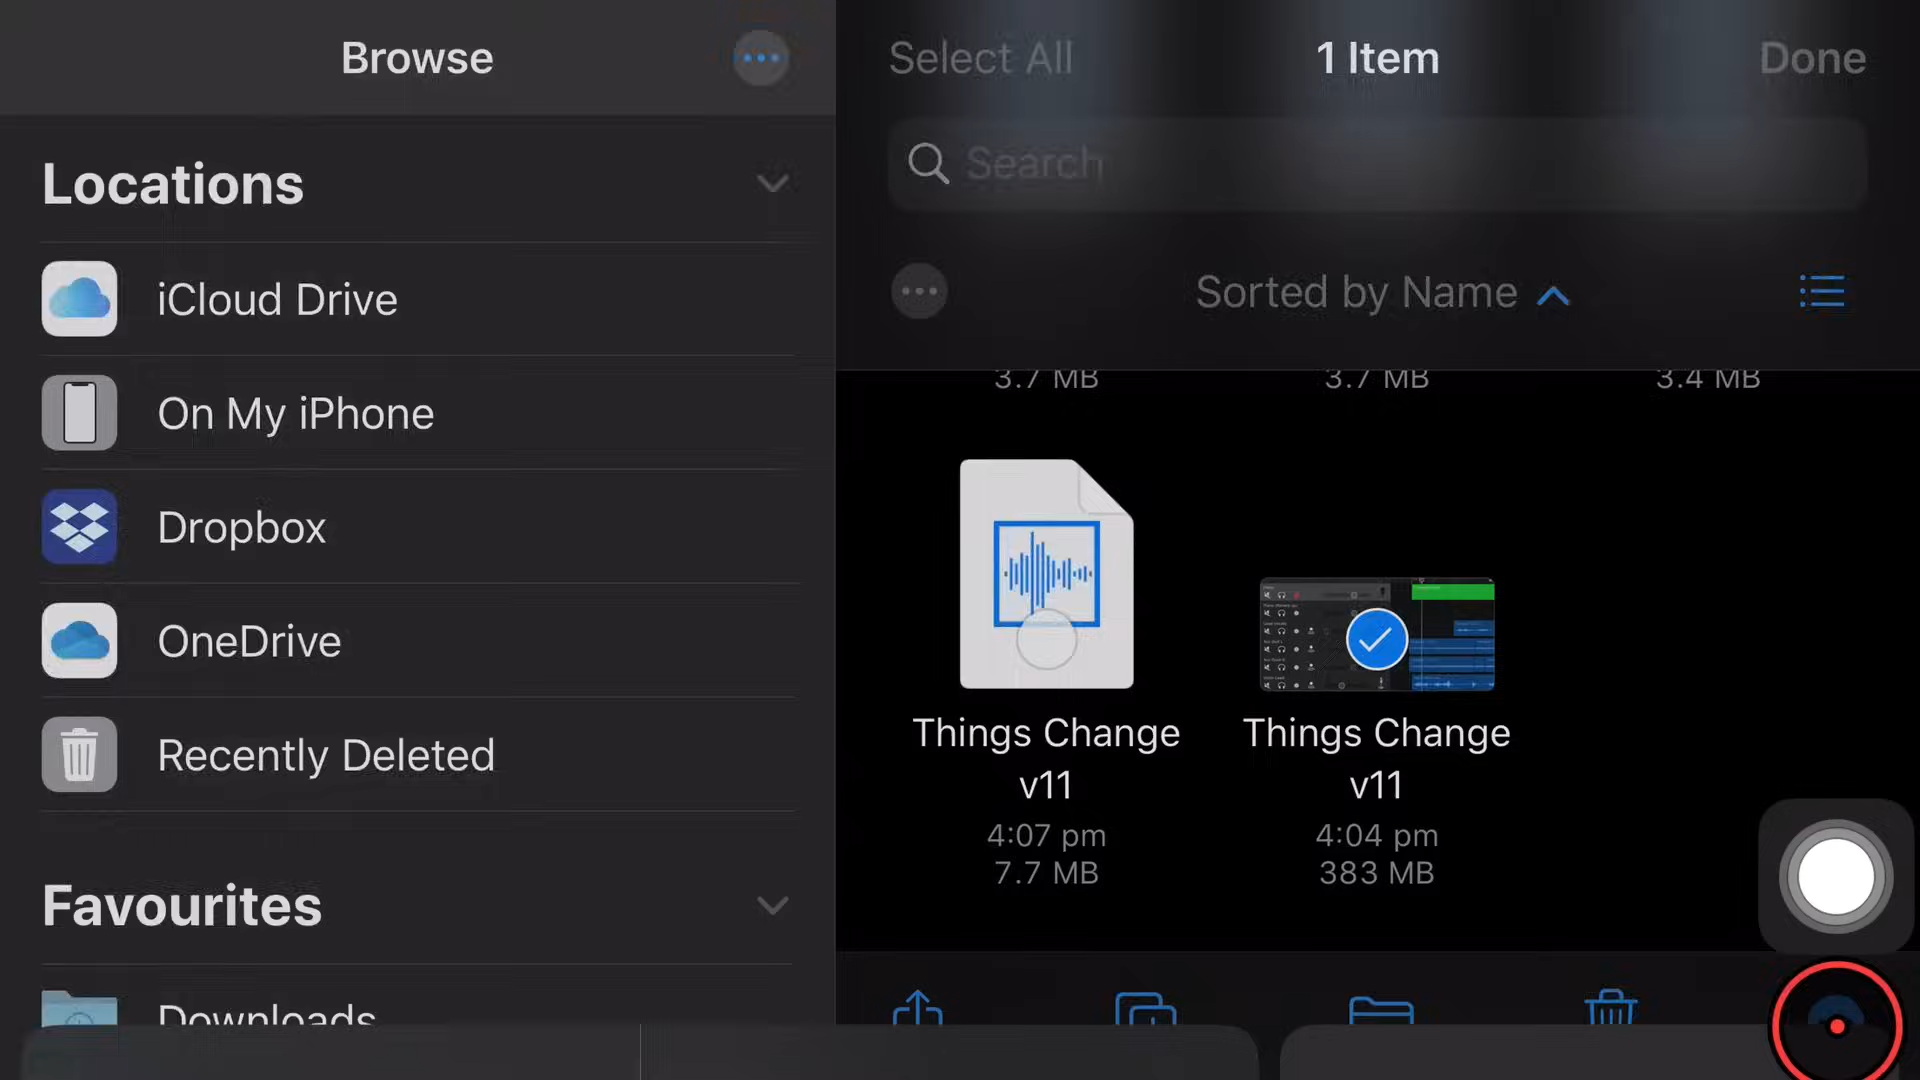 Browse
Locations
iCloud Drive
On My iPhone
Dropbox
OneDrive
Recently Deleted
Favourites
Downloads
Select All
1 Item
Done
Search
Sorted by Name
3.7 MB
3.7 MB
3.4 MB
Things Change
v11
4:07 pm
7.7 MB
Things Change
v11
4:04 pm
383 MB